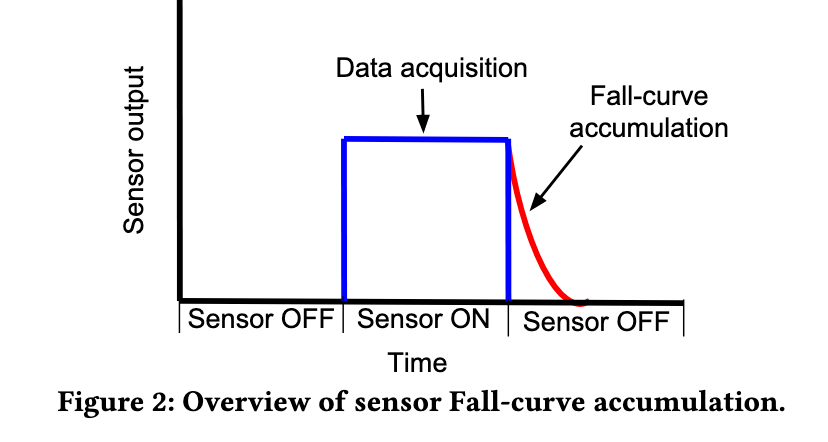 Data acquisition
Fall-curve
accumulation
Sensor output
Sensor OFF
Sensor ON
Sensor OFF
Time
Figure 2: Overview of sensor Fall-curve accumulation.